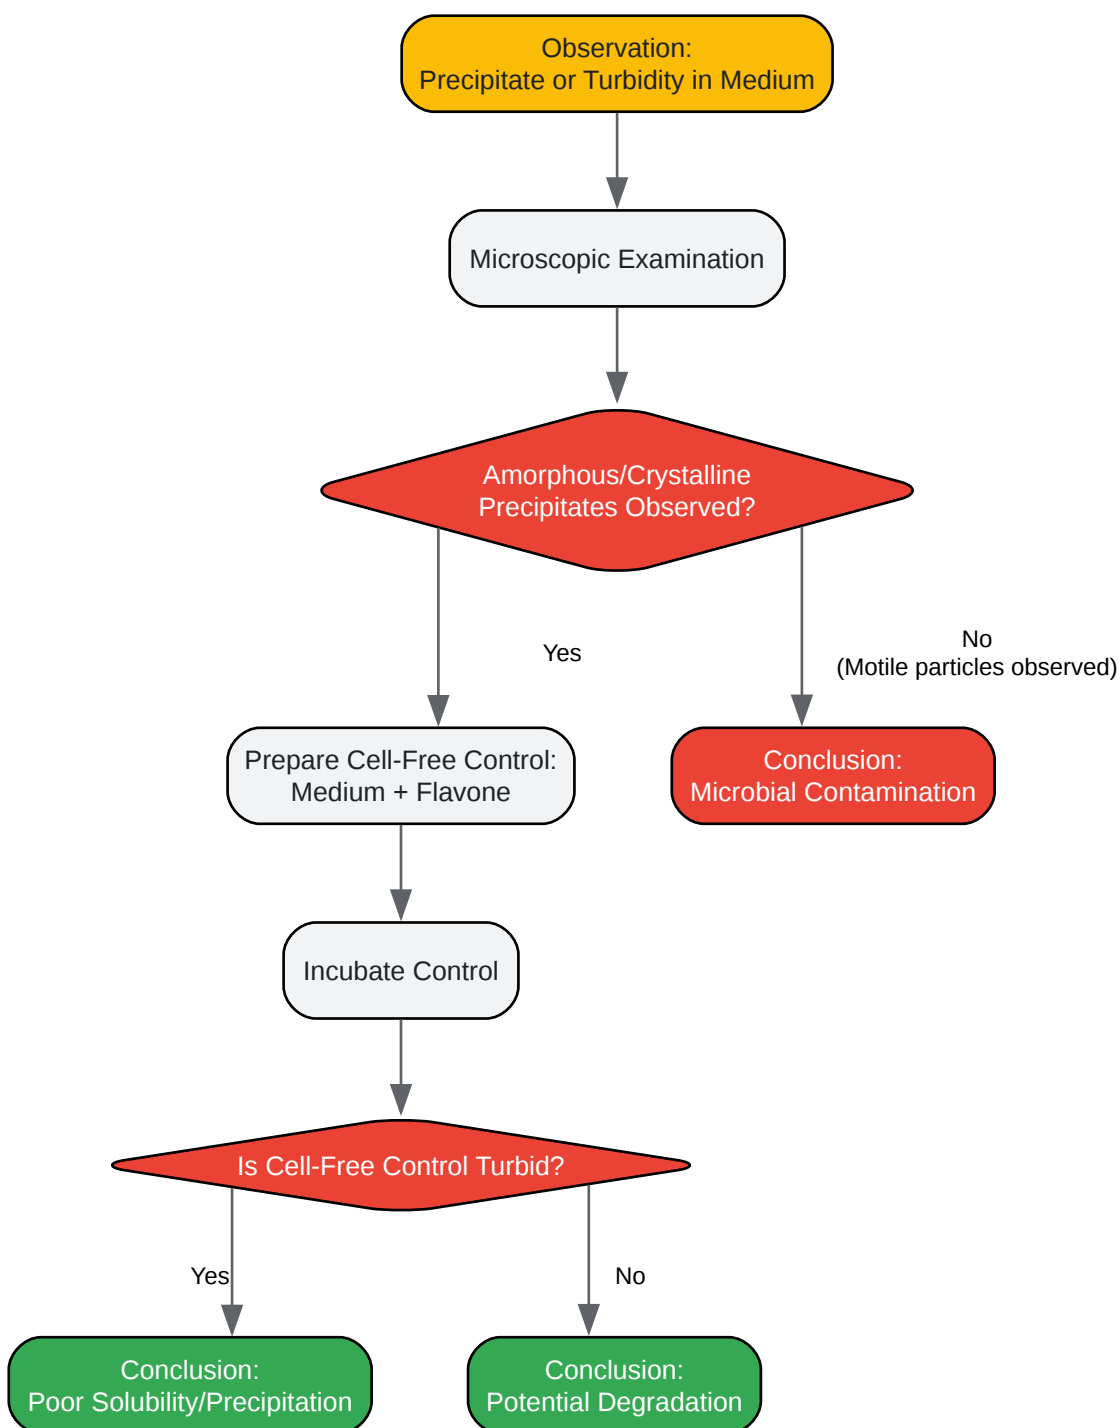 Observation:
Precipitate or Turbidity in Medium
Microscopic Examination
Amorphous/Crystalline
Precipitates Observed?
Yes
No
(Motile particles observed)
Prepare Cell-Free Control:
Medium + Flavone
Conclusion:
Microbial Contamination
Incubate Control
Is Cell-Free Control Turbid?
Yes
No
Conclusion:
Poor Solubility/Precipitation
Conclusion:
Potential Degradation